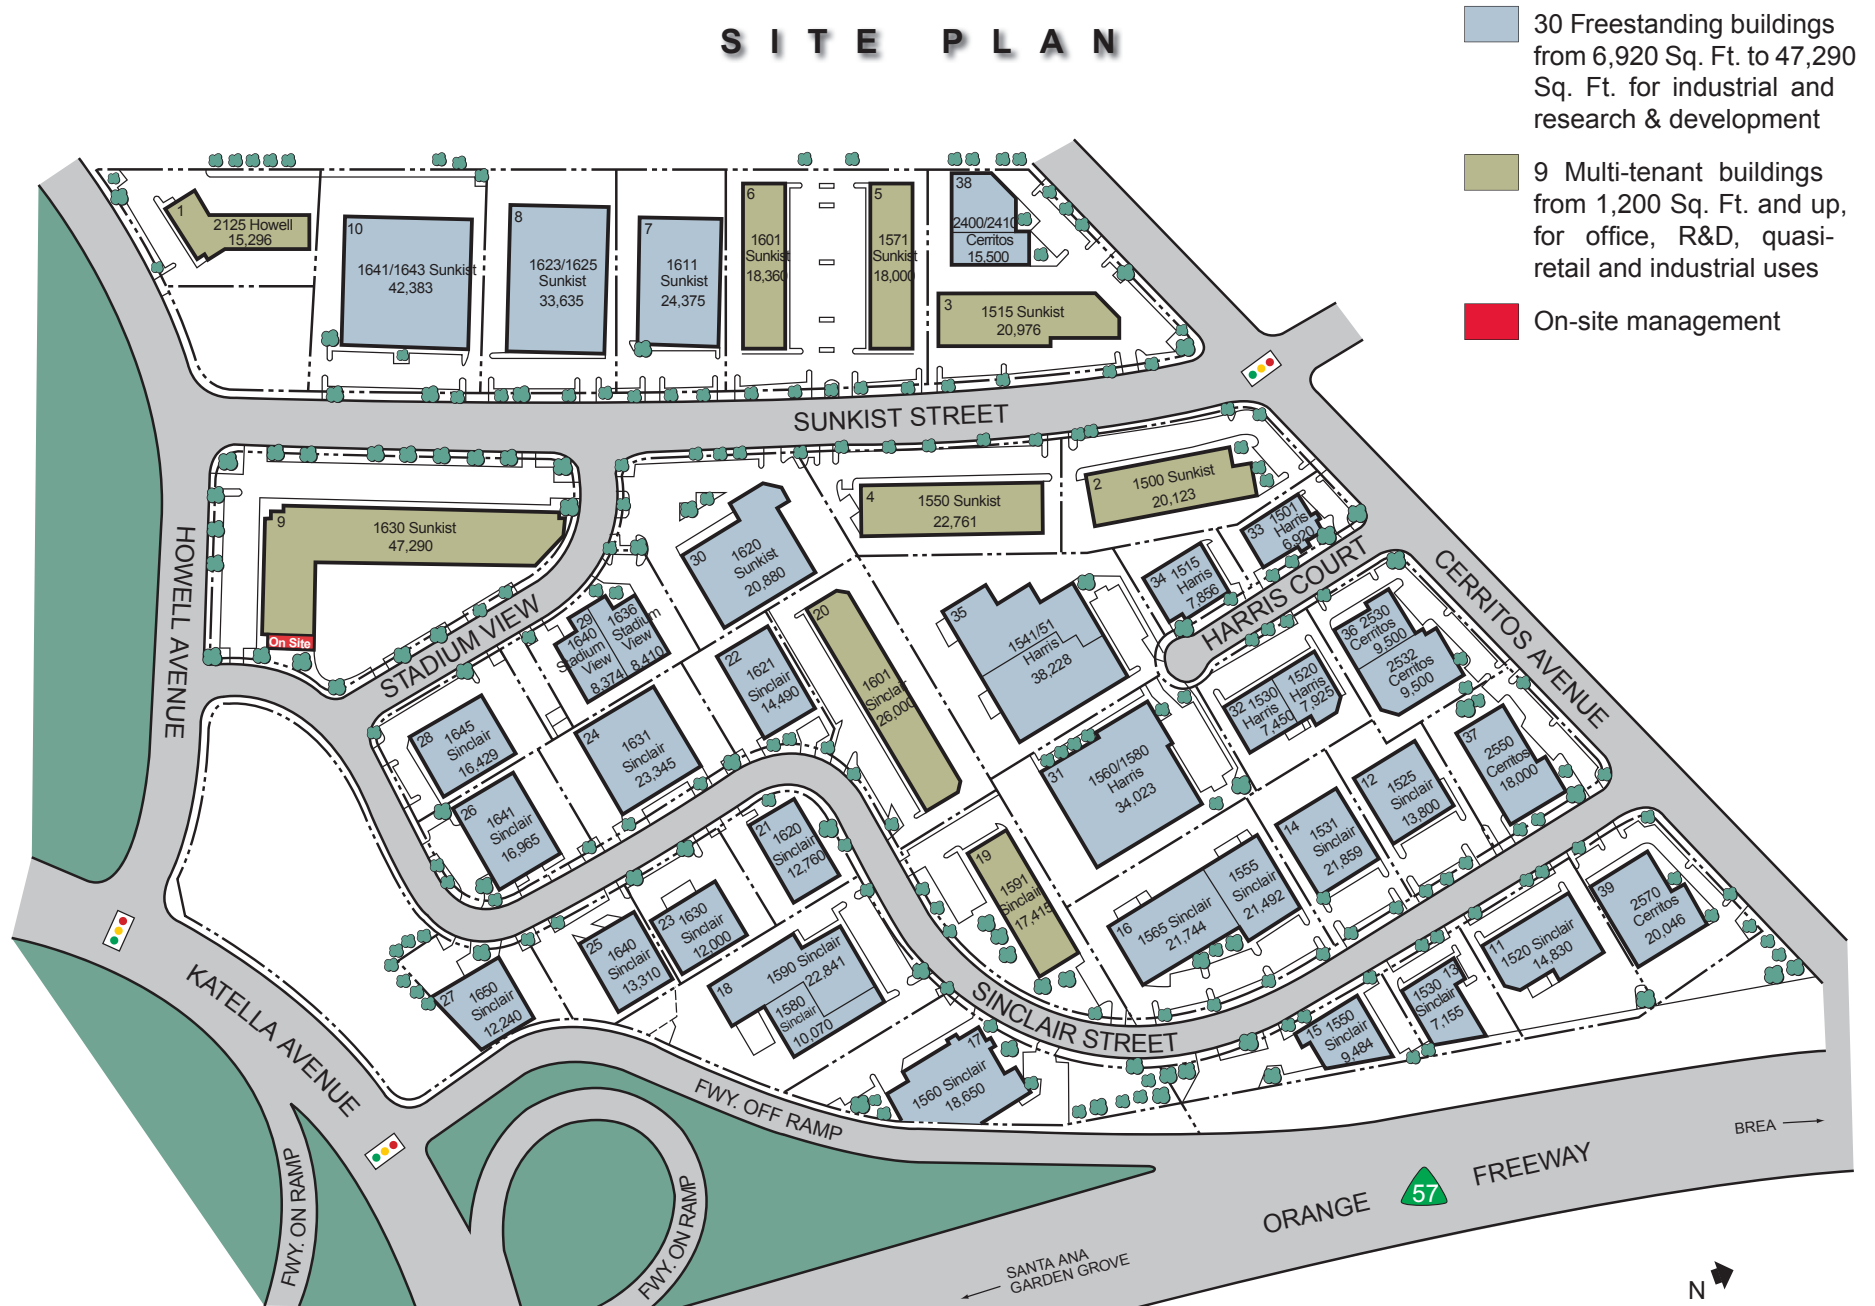 SITE PLAN
30 Freestanding buildings
from 6,920 Sq. Ft. to 47,290
Sq. Ft. for industrial and
research & development
9 Multi-tenant buildings
from 1,200 Sq. Ft. and up,
for office, R&D, quasi-
retail and industrial uses
On-site management
1
2125 Howell
15,296
10
1641/1643 Sunkist
42,383
8
1623/1625
Sunkist
33,635
7
1611
Sunkist
24,375
6
1601
Sunkist
18,360
5
1571
Sunkist
18,000
38
2400/2410
Cerritos
15,500
3
1515 Sunkist
20,976
SUNKIST STREET
9
1630 Sunkist
47,290
On Site
HOWELL AVENUE
STADIUM VIEW
30
1620
Sunkist
20,880
4
1550 Sunkist
22,761
2
1500 Sunkist
20,123
33
1501
Harris
6,920
34
1515
Harris
7,856
HARRIS COURT
CERRITOS AVENUE
29
1640
Stadium
View
8,374
1636
Stadium
View
8,410
22
1621
Sinclair
14,490
20
1601
Sinclair
26,000
35
1541/51
Harris
38,228
36
2530
Cerritos
9,500
2532
Cerritos
9,500
32
1530
Harris
7,450
1520
Harris
7,925
28
1645
Sinclair
16,429
24
1631
Sinclair
23,345
26
1641
Sinclair
16,965
31
1560/1580
Harris
34,023
37
2550
Cerritos
18,000
12
1525
Sinclair
13,800
14
1531
Sinclair
21,859
21
1620
Sinclair
12,760
19
1591
Sinclair
17,415
16
1565 Sinclair
21,744
1555
Sinclair
21,492
39
2570
Cerritos
20,046
11
1520 Sinclair
14,830
13
1530
Sinclair
7,155
15
1550
Sinclair
9,484
23
1630
Sinclair
12,000
25
1640
Sinclair
13,310
27
1650
Sinclair
12,240
18
1590 Sinclair
22,841
1580
Sinclair
10,070
17
1560 Sinclair
18,650
SINCLAIR STREET
KATELLA AVENUE
FWY. OFF RAMP
FWY. ON RAMP
FWY. ON RAMP
ORANGE
57
FREEWAY
BREA
SANTA ANA
GARDEN GROVE
N